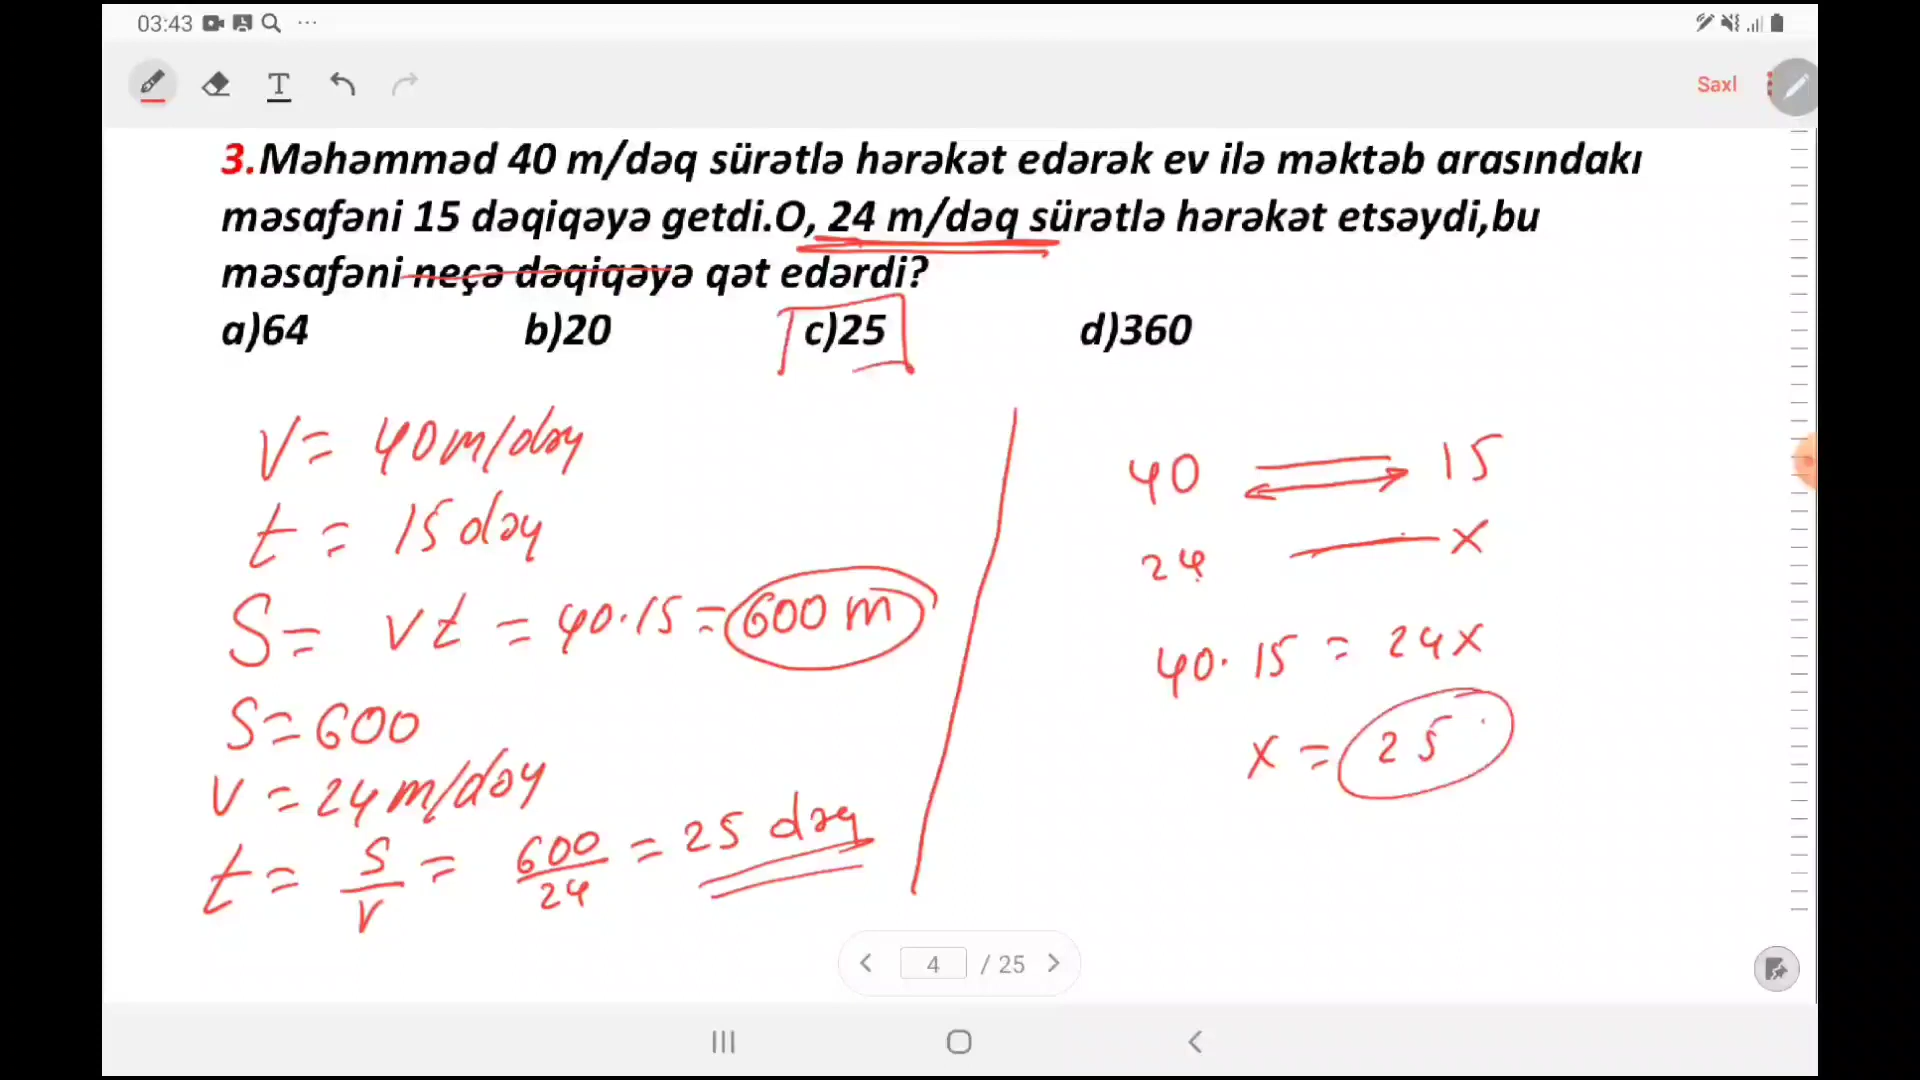 03:43
Saxl
3.Məhəmməd 40 m/dəq sürətlə hərəkət edərək ev ilə məktəb arasındakı
məsafəni 15 dəqiqəyə getdi.O, 24 m/dəq sürətlə hərəkət etsəydi,bu
məsafəni neçə dəqiqəyə qət edərdi?
a)64 b)20 c)25 d)360
V = 40 m/dəq
t = 15 dəq
S = vt = 40·15 = 600 m
S = 600
V = 24 m/dəq
t = S/V = 600/24 = 25 dəq
40 15
24 x
40·15 = 24x
x = 25
4 / 25